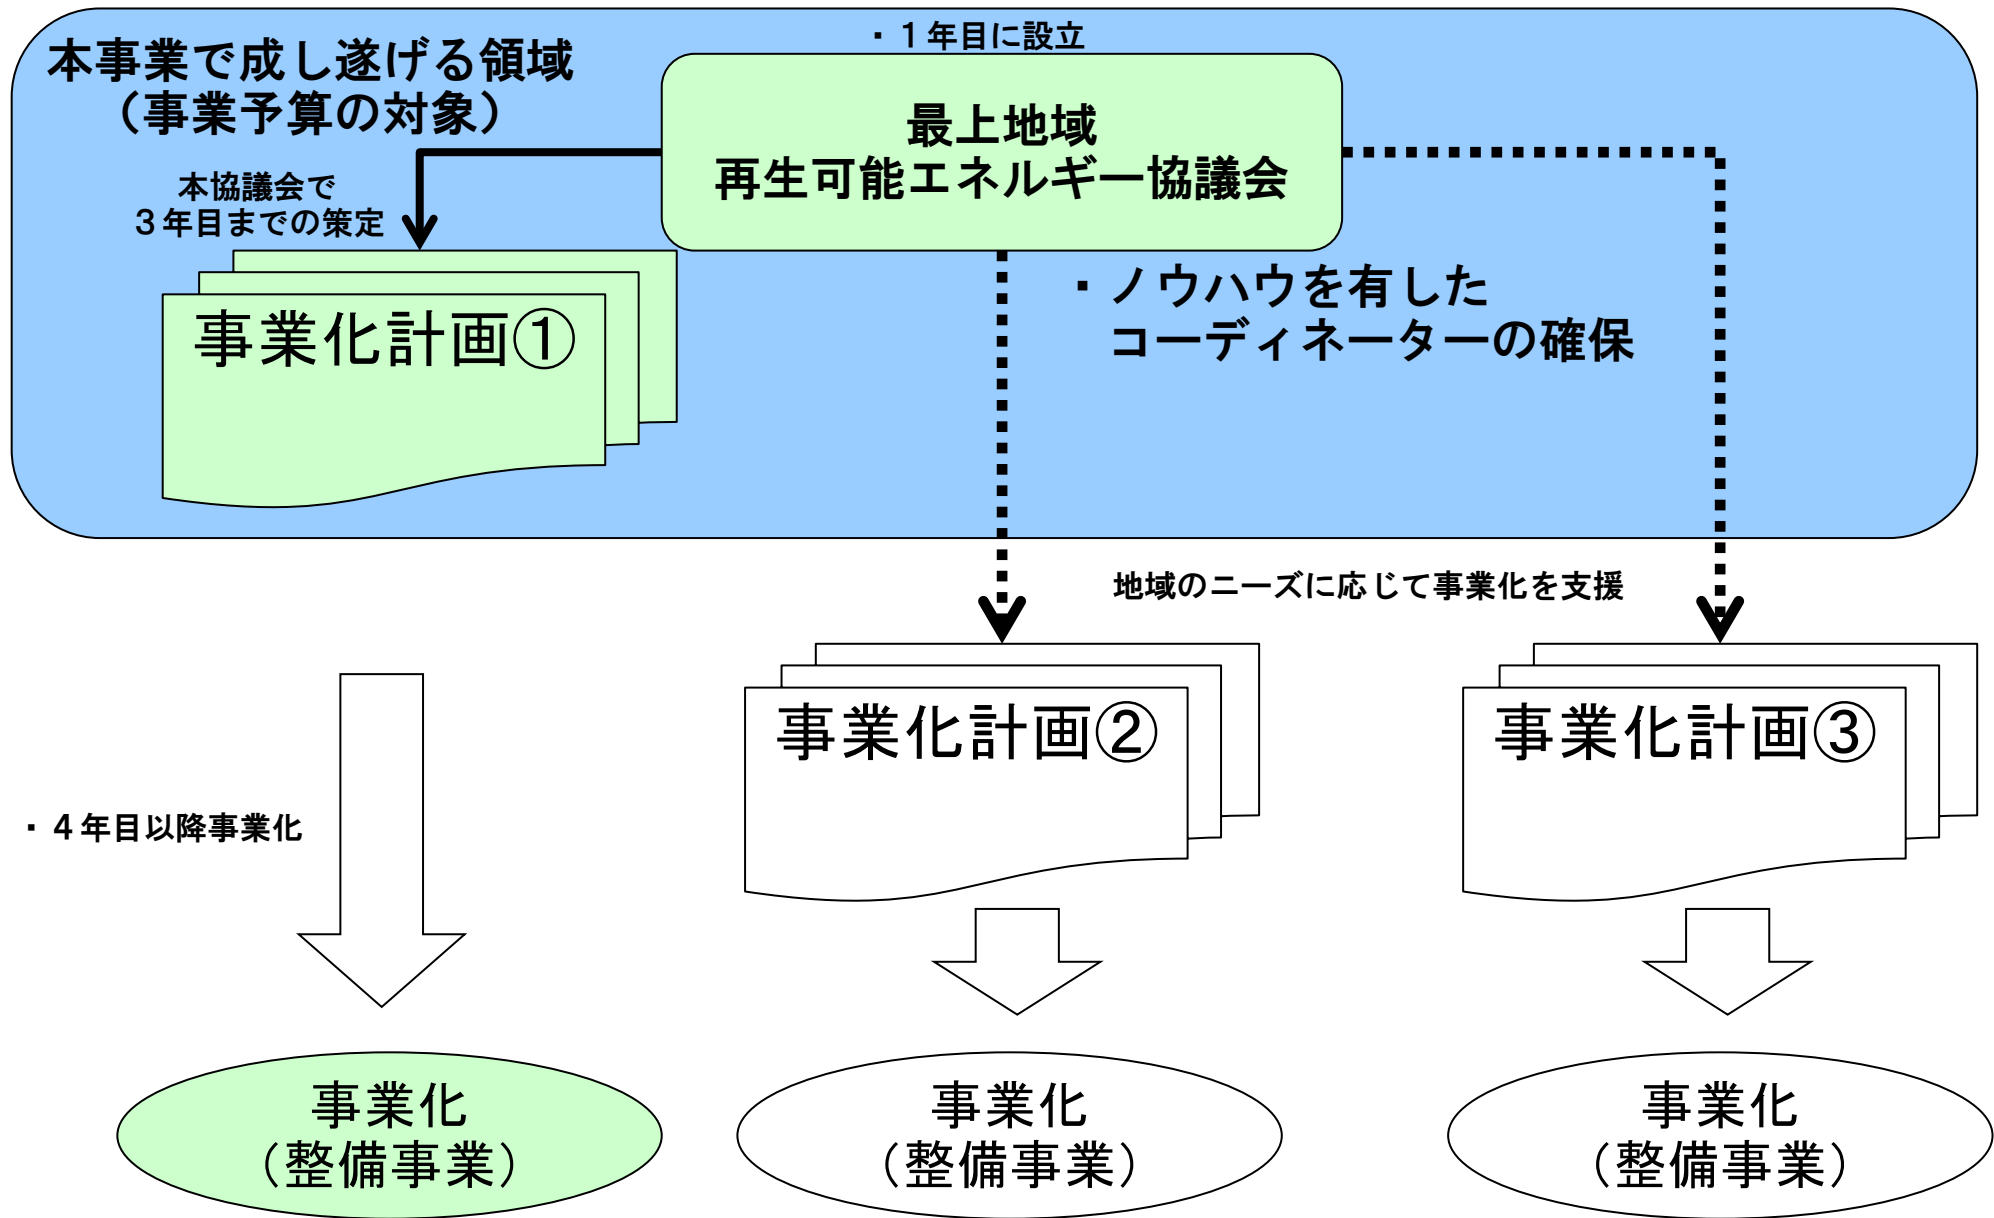 ・１年目に設立
本事業で成し遂げる領域
（事業予算の対象）
最上地域
再生可能エネルギー協議会
本協議会で
３年目までの策定
・ノウハウを有した
コーディネーターの確保
事業化計画①
地域のニーズに応じて事業化を支援
事業化計画②
事業化計画③
・４年目以降事業化
事業化
（整備事業）
事業化
（整備事業）
事業化
（整備事業）